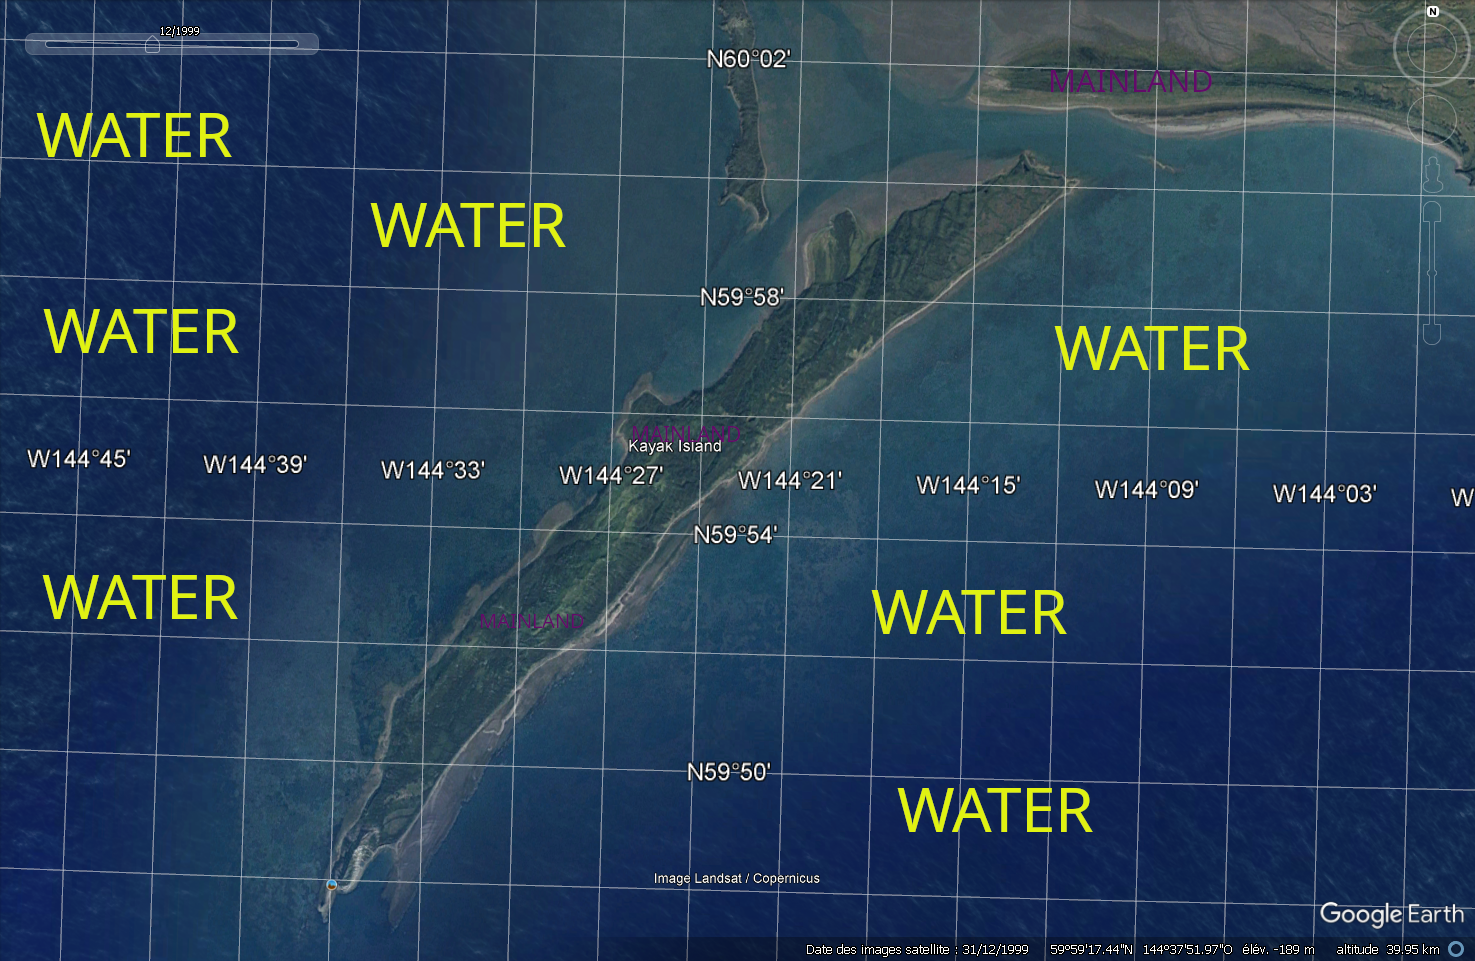 N
12/1999
N60°02'
MAINLAND
WATER
WATER
N59°58'
WATER
WATER
MAINLAND
Kayak Island
W144°45'
W144°39'
W144°33'
W144°27'
W144°21'
W144°15'
W144°09'
W144°03'
W
N59°54'
WATER
WATER
MAINLAND
N59°50'
WATER
Image Landsat / Copernicus
Google Earth
Date des images satellite : 31/12/1999 59°59'17.44"N 144°37'51.97"O élév. -189 m altitude 39.95 km